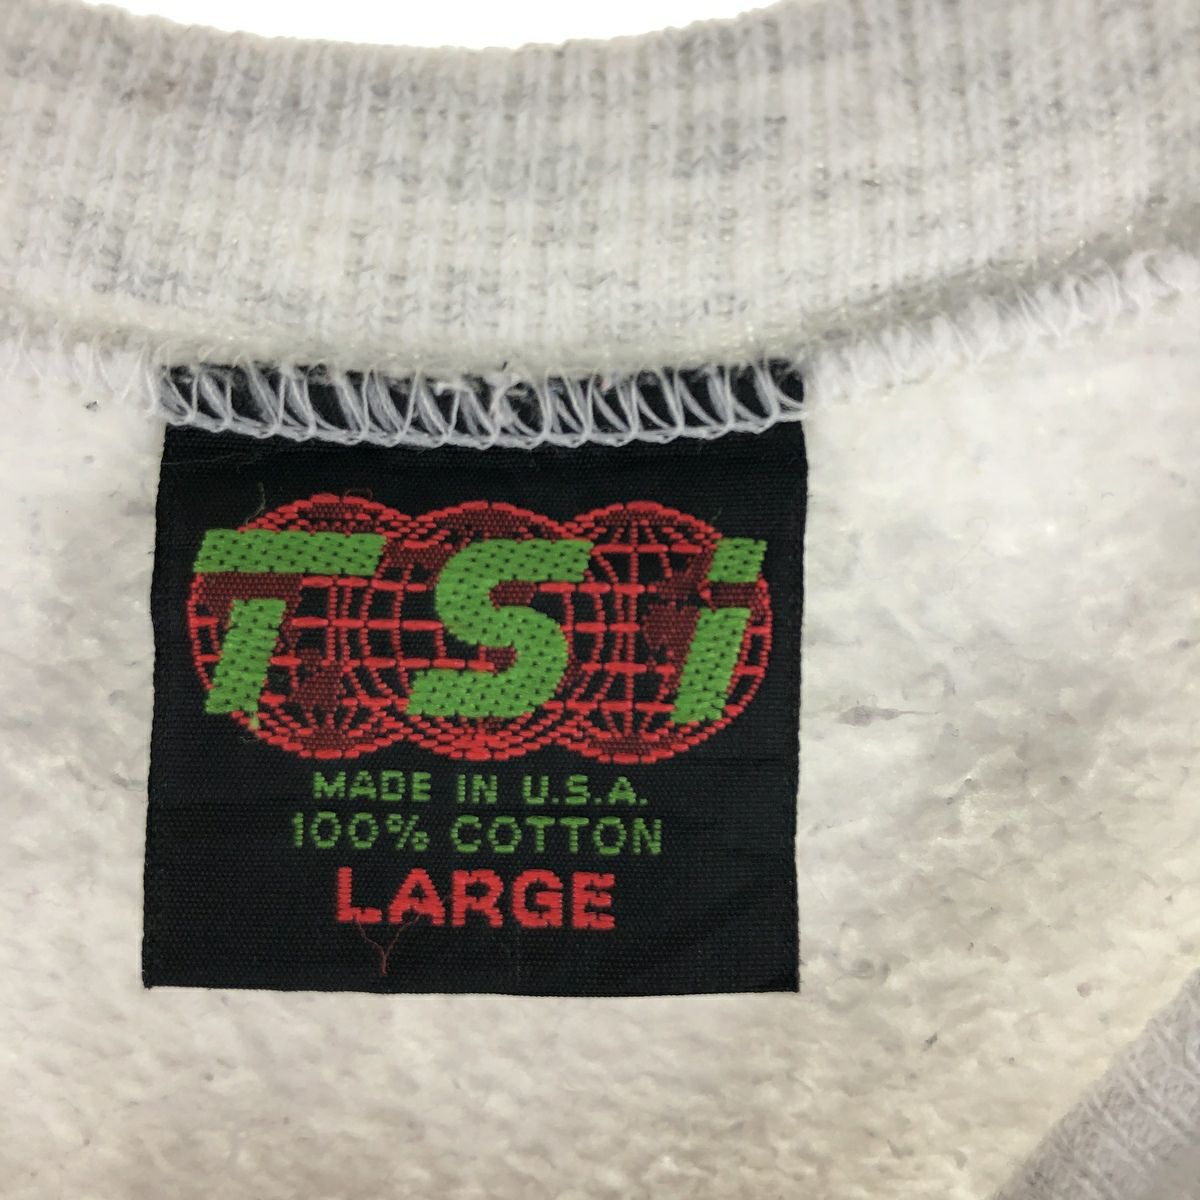 TSi
MADE IN U.S.A.
100% COTTON
LARGE